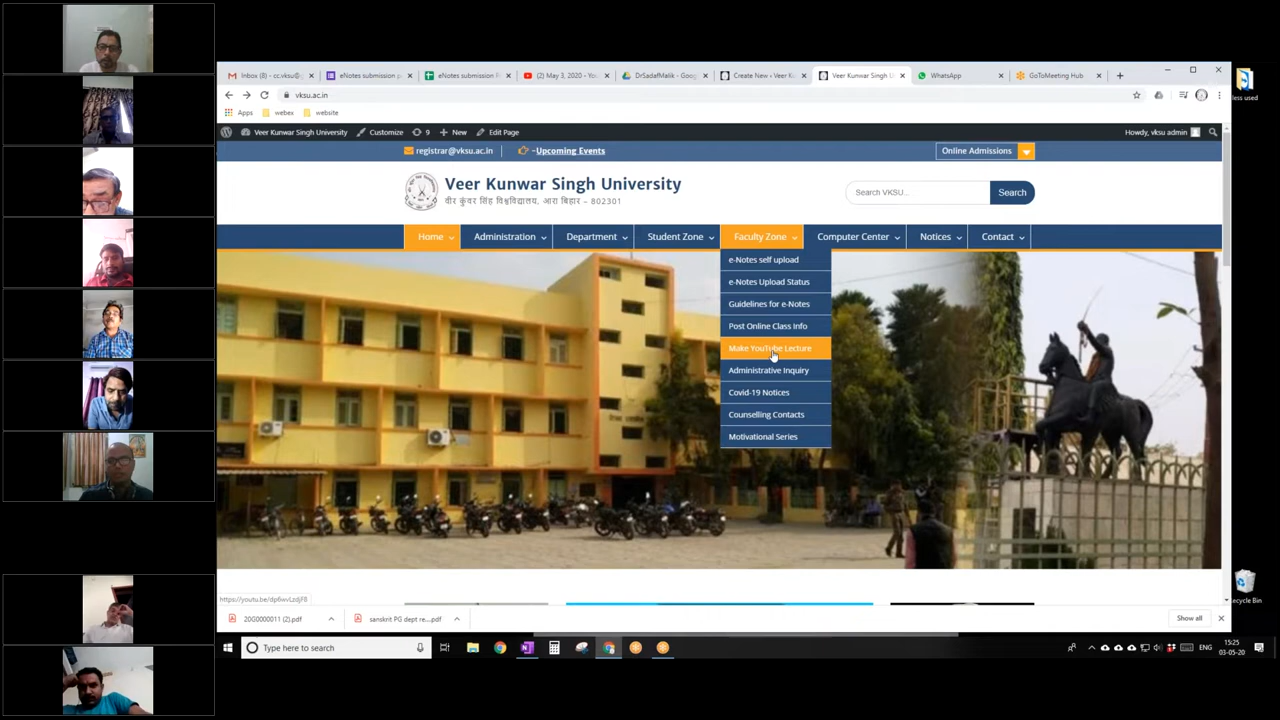 Inbox (8) - cc.vksu@
eNotes submission p
eNotes submission R
(2) May 3, 2020 - Yo
DrSadafMalik - Goog
Create New ‹ Veer K
Veer Kunwar Singh U
WhatsApp
GoToMeeting Hub
vksu.ac.in
Apps webex website
Veer Kunwar Singh University Customize 9 New Edit Page Howdy, vksu admin
registrar@vksu.ac.in -Upcoming Events Online Admissions
Veer Kunwar Singh University
वीर कुंवर सिंह विश्वविद्यालय, आरा बिहार – 802301
Search VKSU... Search
Home Administration Department Student Zone Faculty Zone Computer Center Notices Contact
e-Notes self upload
e-Notes Upload Status
Guidelines for e-Notes
Post Online Class Info
Make YouTube Lecture
Administrative Inquiry
Covid-19 Notices
Counselling Contacts
Motivational Series
https://youtu.be/dp6wvLzdjF8
20G0000011 (2).pdf sanskrit PG dept re....pdf Show all
Type here to search
ENG
15:25
03-05-20
less used
ecycle Bin